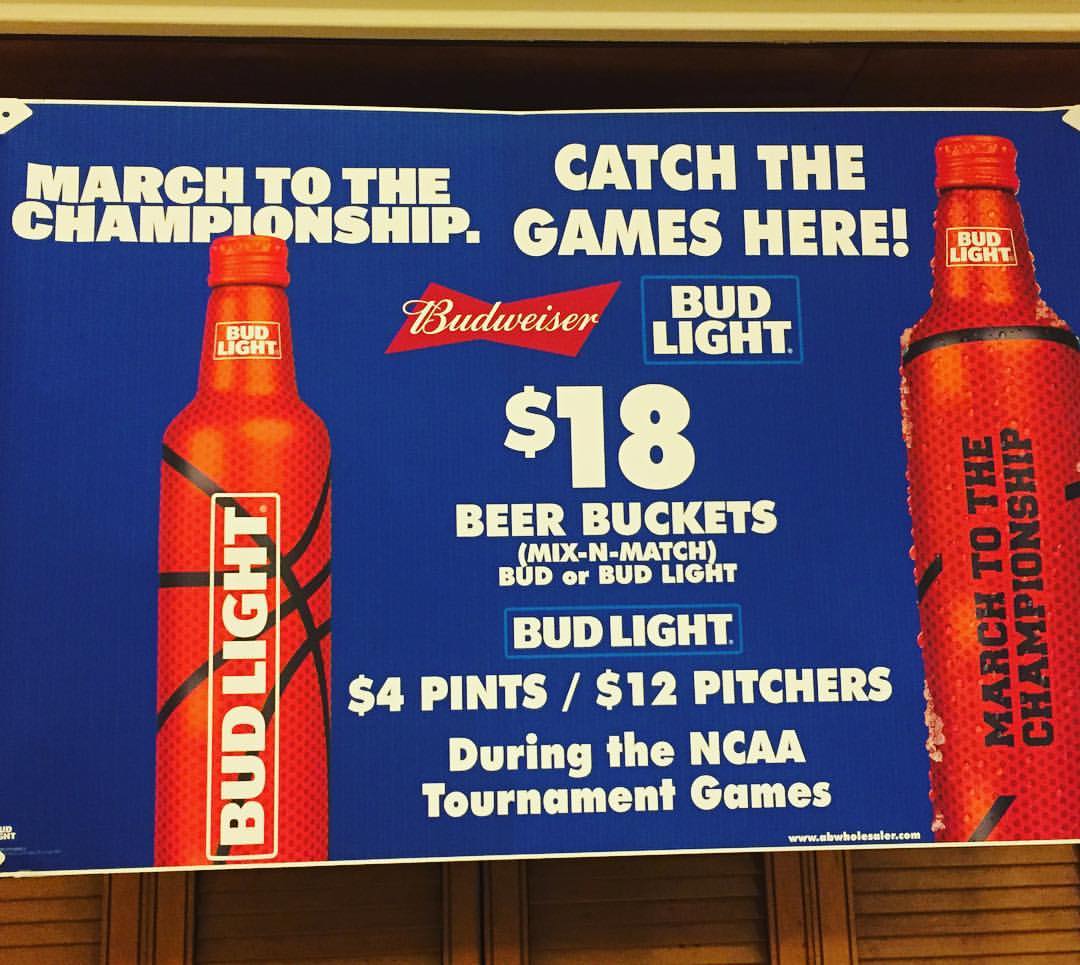 MARCH TO THE
CHAMPIONSHIP.
CATCH THE
GAMES HERE!
Budweiser
BUD
LIGHT.
$18
BEER BUCKETS
(MIX-N-MATCH)
BUD or BUD LIGHT
BUD LIGHT.
$4 PINTS / $12 PITCHERS
During the NCAA
Tournament Games
www.abwholesaler.com
BUD
LIGHT
BUD LIGHT
BUD
LIGHT
MARCH TO THE
CHAMPIONSHIP